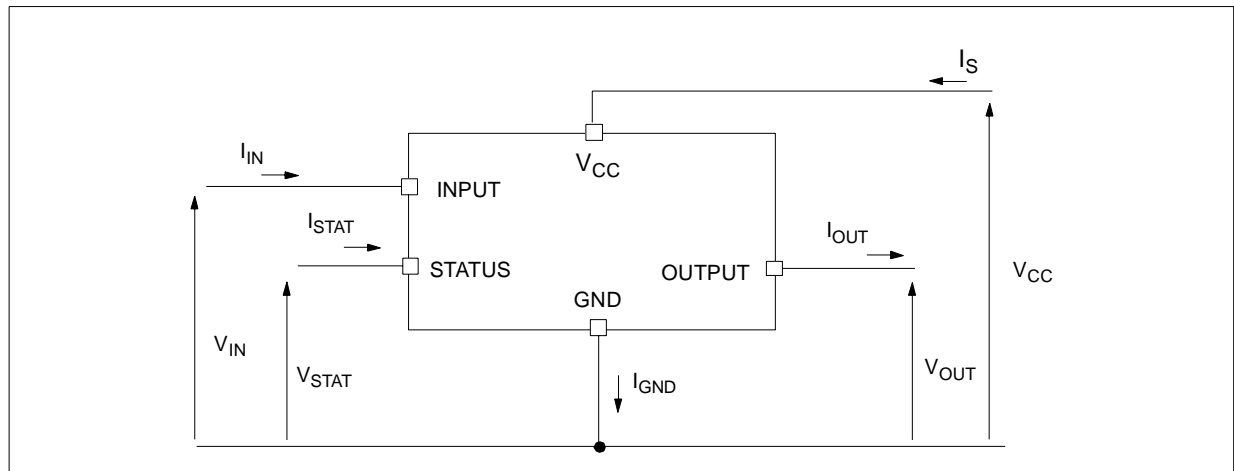 I_S
I_IN
V_CC
INPUT
I_STAT
I_OUT
STATUS
OUTPUT
V_CC
GND
V_IN
V_STAT
I_GND
V_OUT